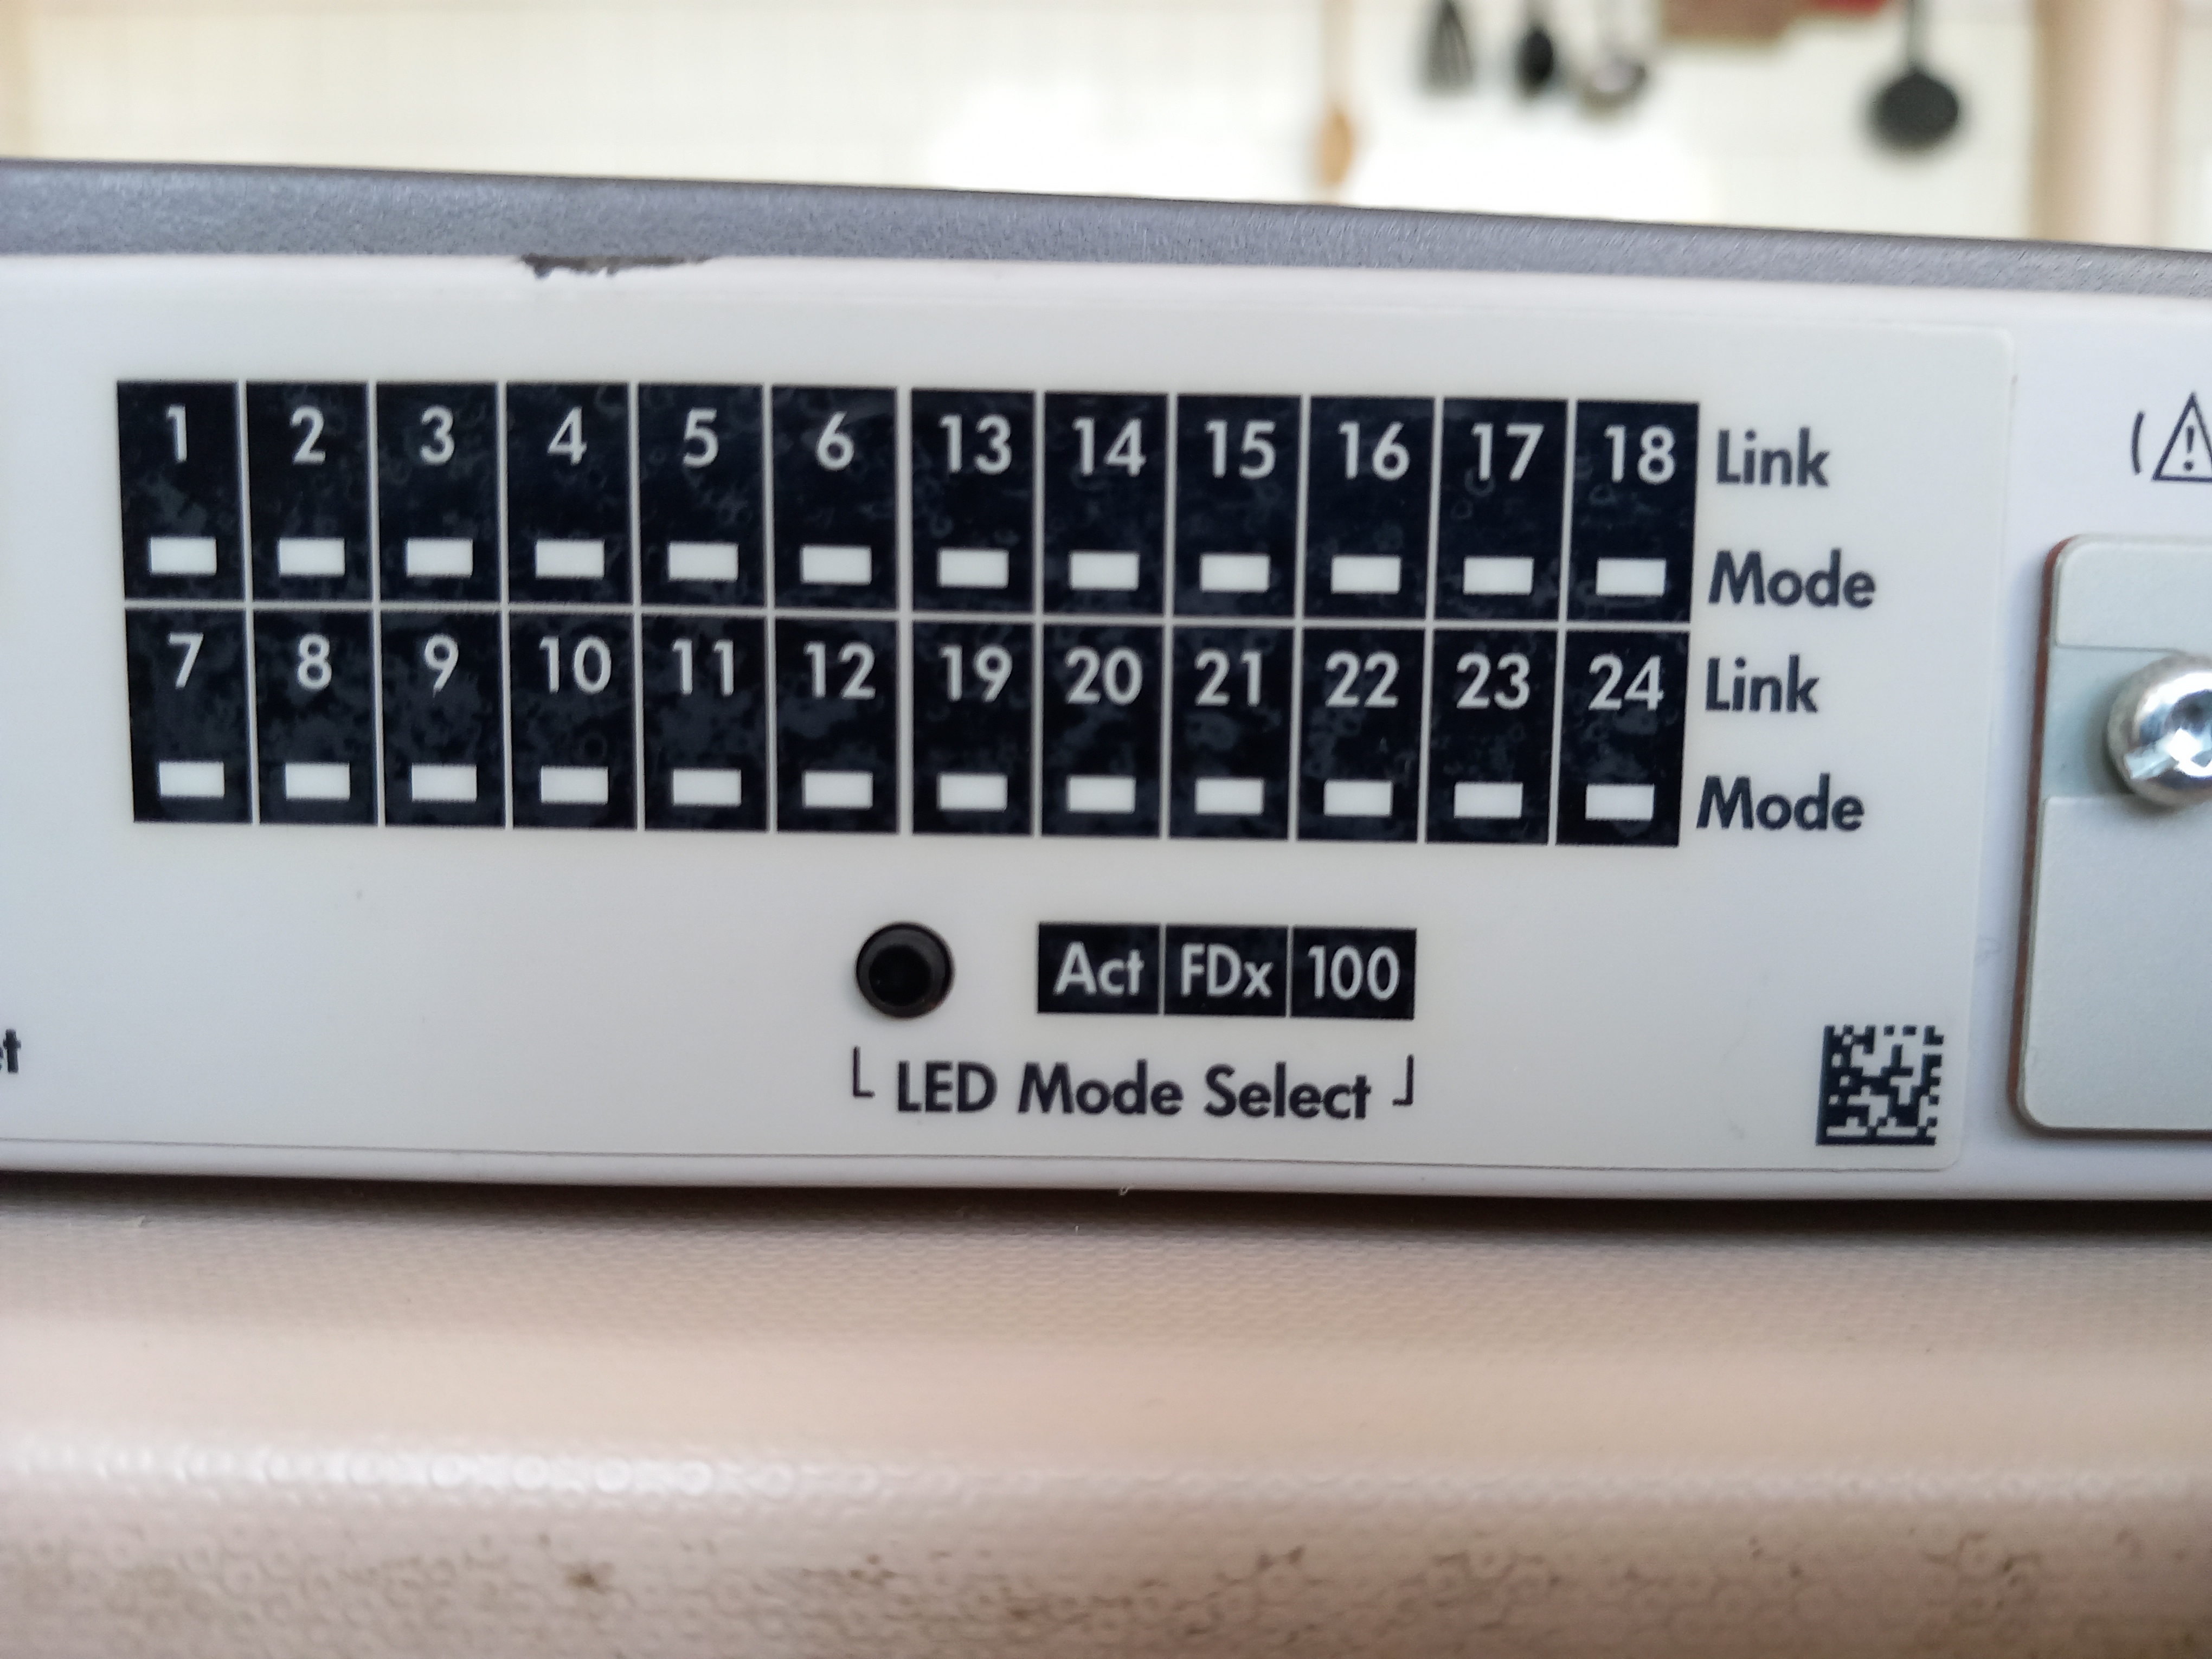 1 2 3 4 5 6 13 14 15 16 17 18 Link
Mode
7 8 9 10 11 12 19 20 21 22 23 24 Link
Mode
Act FDx 100
LED Mode Select